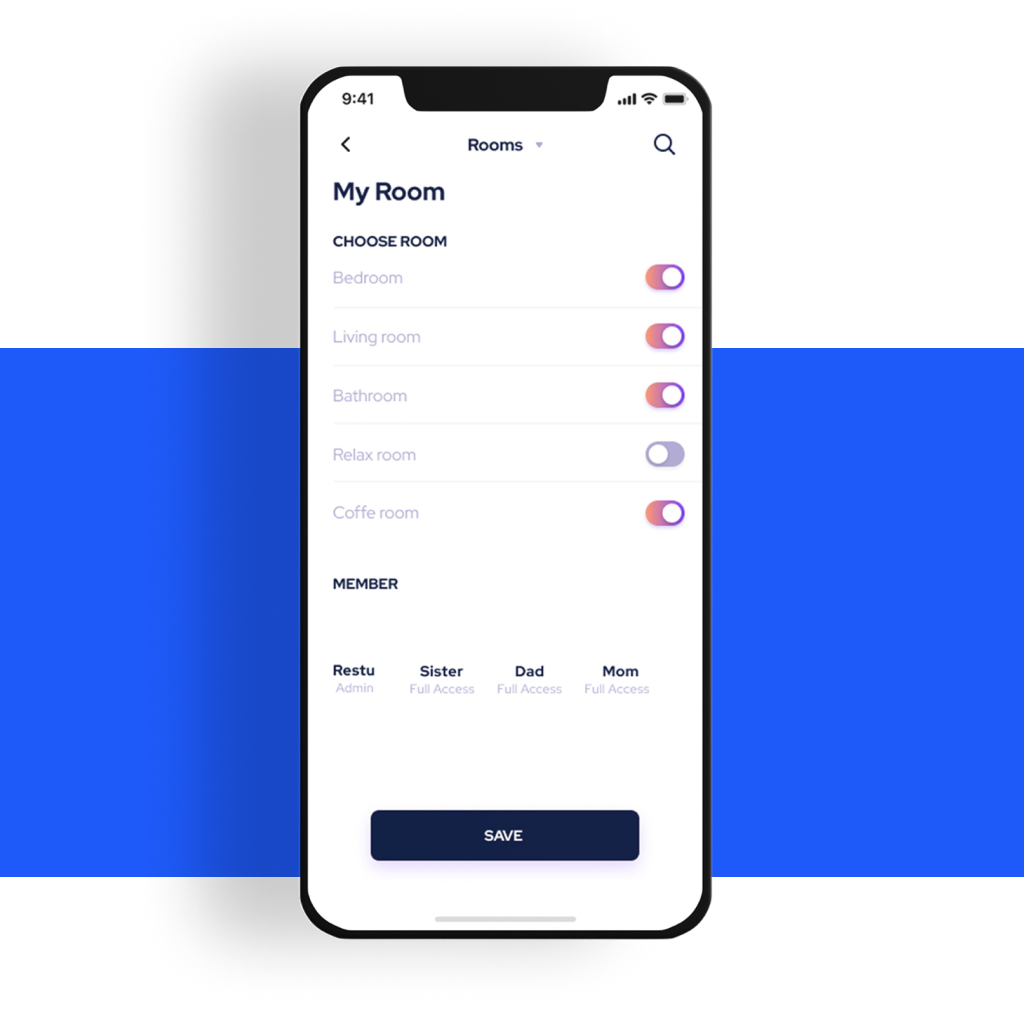 9:41
Rooms
My Room
CHOOSE ROOM
Bedroom
Living room
Bathroom
Relax room
Coffe room
MEMBER
Restu Sister Dad Mom
Admin Full Access Full Access Full Access
SAVE